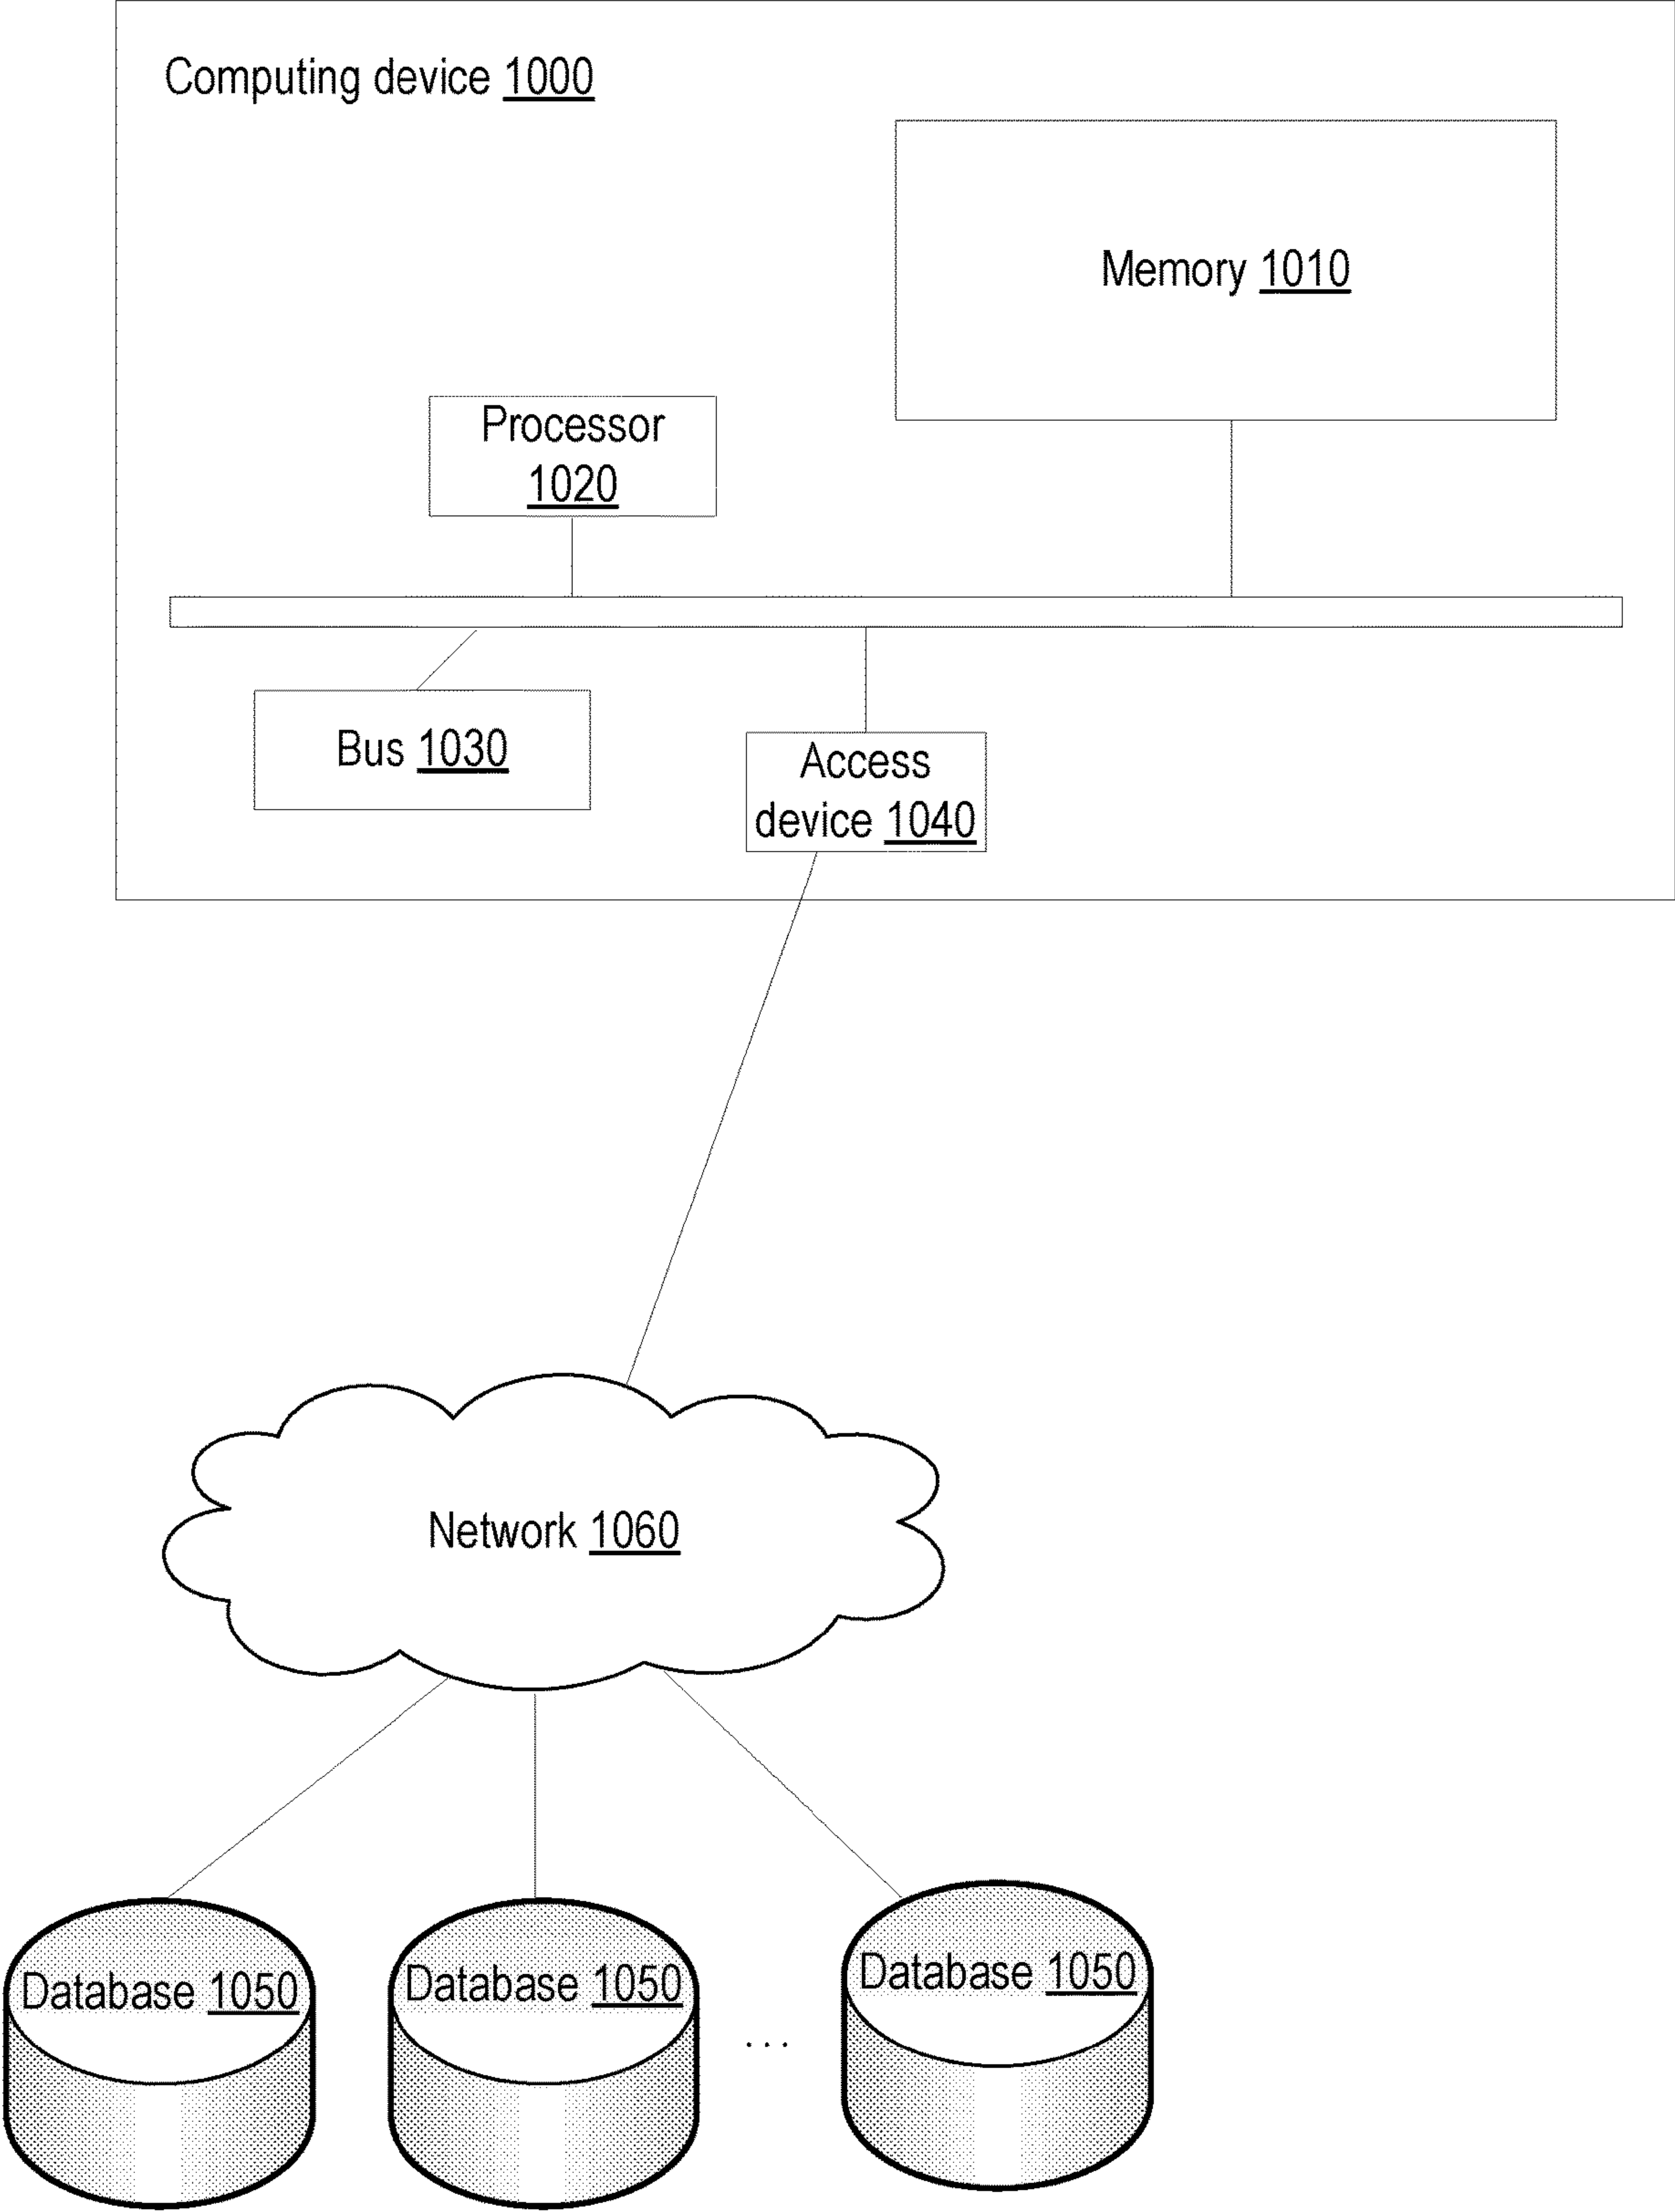 Computing device 1000
Memory 1010
Processor
1020
Bus 1030
Access
device 1040
Network 1060
Database 1050
Database 1050
...
Database 1050